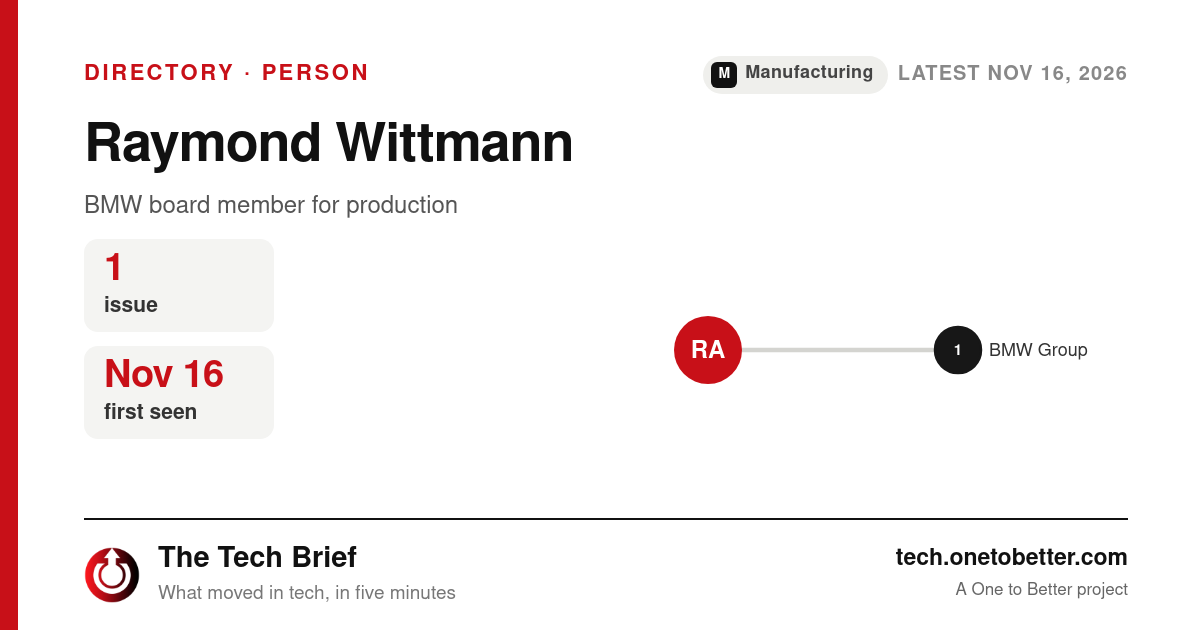 DIRECTORY · PERSON
M Manufacturing LATEST NOV 16, 2026
Raymond Wittmann
BMW board member for production
1
issue
Nov 16
first seen
RA
1 BMW Group
The Tech Brief
What moved in tech, in five minutes
tech.onetobetter.com
A One to Better project